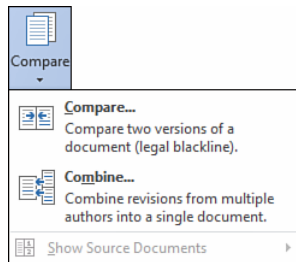 Compare
Compare...
Compare two versions of a
document (legal blackline).
Combine...
Combine revisions from multiple
authors into a single document.
Show Source Documents